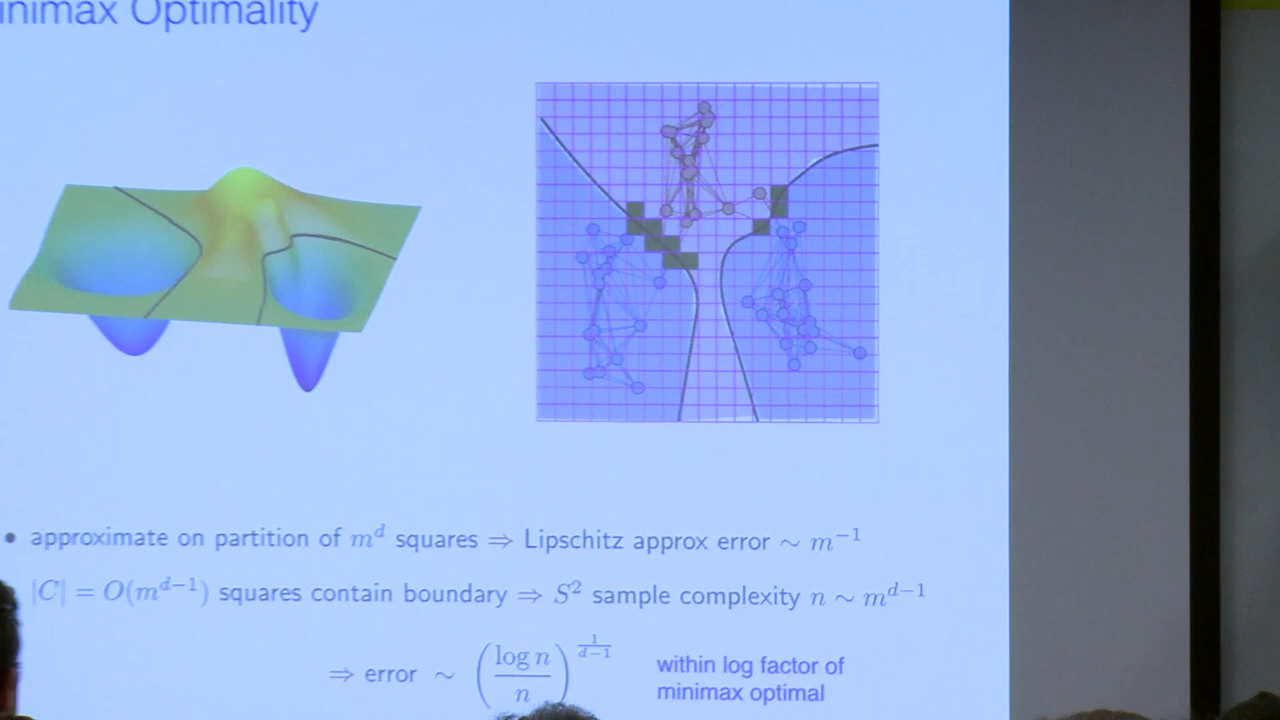 inimax Optimality
• approximate on partition of m^d squares ⇒ Lipschitz approx error ∼ m^{-1}
|C| = O(m^{d-1}) squares contain boundary ⇒ S^2 sample complexity n ∼ m^{d-1}
⇒ error ∼ (log n / n)^{1/(d-1)}
within log factor of
minimax optimal